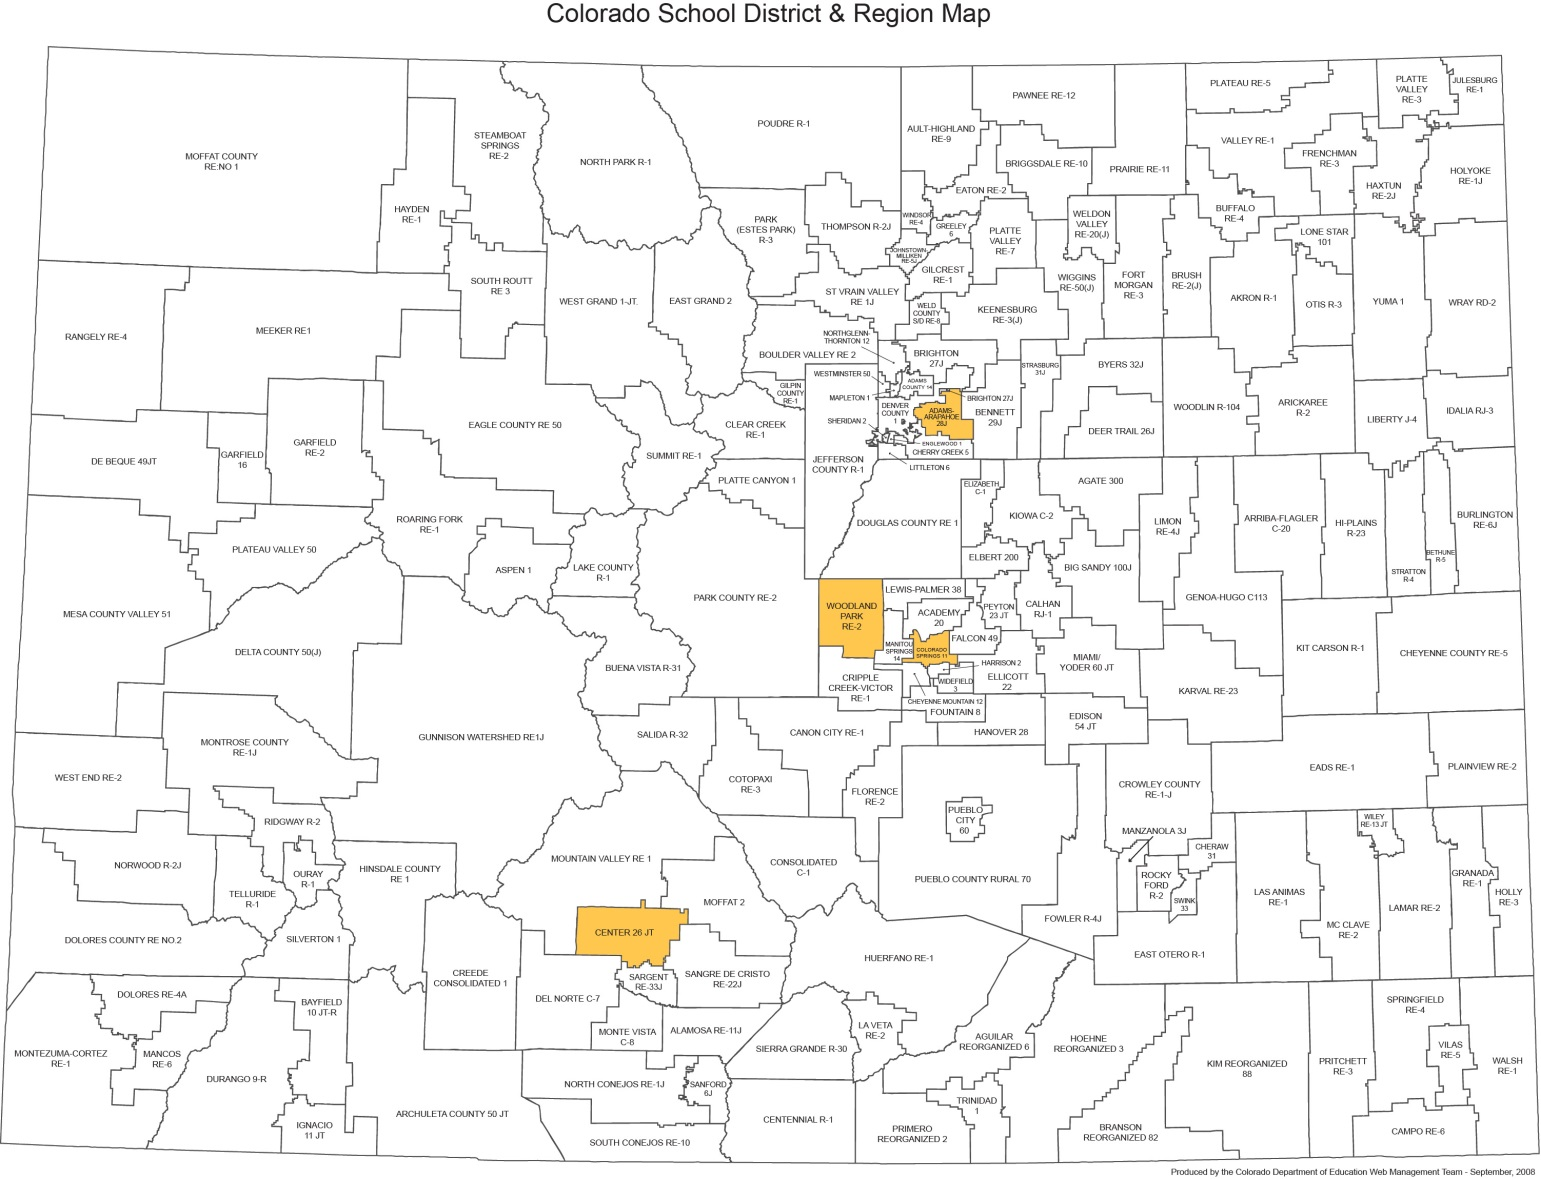 Colorado School District & Region Map
MOFFAT COUNTY
RE:NO 1
HAYDEN
RE-1
STEAMBOAT
SPRINGS
RE-2
NORTH PARK R-1
POUDRE R-1
AULT-HIGHLAND
RE-9
PAWNEE RE-12
BRIGGSDALE RE-10
PRAIRIE RE-11
PLATEAU RE-5
VALLEY RE-1
FRENCHMAN
RE-3
PLATTE
VALLEY
RE-3
JULESBURG
RE-1
HOLYOKE
RE-1J
HAXTUN
RE-2J
BUFFALO
RE-4
LONE STAR
101
EATON RE-2
WINDSOR
RE-4
GREELEY
6
PLATTE
VALLEY
RE-7
WELDON
VALLEY
RE-20(J)
PARK
(ESTES PARK)
R-3
THOMPSON R-2J
JOHNSTOWN-
MILLIKEN
RE-5J
GILCREST
RE-1
ST VRAIN VALLEY
RE 1J
WELD
COUNTY
S/D RE-8
KEENESBURG
RE-3(J)
WIGGINS
RE-50(J)
FORT
MORGAN
RE-3
BRUSH
RE-2(J)
AKRON R-1
OTIS R-3
YUMA 1
WRAY RD-2
SOUTH ROUTT
RE 3
WEST GRAND 1-JT.
EAST GRAND 2
RANGELY RE-4
MEEKER RE1
NORTHGLENN-
THORNTON 12
BOULDER VALLEY RE 2
BRIGHTON
27J
WESTMINSTER 50
ADAMS
COUNTY 14
GILPIN
COUNTY
RE-1
MAPLETON 1
BRIGHTON 27J
DENVER
COUNTY
1
ADAMS-
ARAPAHOE
28J
BENNETT
29J
STRASBURG
31J
BYERS 32J
DEER TRAIL 26J
WOODLIN R-104
ARICKAREE
R-2
LIBERTY J-4
IDALIA RJ-3
SHERIDAN 2
ENGLEWOOD 1
CHERRY CREEK 5
LITTLETON 6
CLEAR CREEK
RE-1
JEFFERSON
COUNTY R-1
EAGLE COUNTY RE 50
SUMMIT RE-1
PLATTE CANYON 1
DE BEQUE 49JT
GARFIELD
16
GARFIELD
RE-2
ROARING FORK
RE-1
ASPEN 1
LAKE COUNTY
R-1
PLATEAU VALLEY 50
MESA COUNTY VALLEY 51
DELTA COUNTY 50(J)
PARK COUNTY RE-2
BUENA VISTA R-31
DOUGLAS COUNTY RE 1
ELIZABETH
C-1
KIOWA C-2
AGATE 300
ELBERT 200
BIG SANDY 100J
LIMON
RE-4J
ARRIBA-FLAGLER
C-20
HI-PLAINS
R-23
STRATTON
R-4
BETHUNE
R-5
BURLINGTON
RE-6J
GENOA-HUGO C113
KIT CARSON R-1
CHEYENNE COUNTY RE-5
WOODLAND
PARK
RE-2
LEWIS-PALMER 38
ACADEMY
20
PEYTON
23 JT
CALHAN
RJ-1
FALCON 49
MANITOU
SPRINGS
14
COLORADO
SPRINGS 11
HARRISON 2
WIDEFIELD
3
ELLICOTT
22
MIAMI/
YODER 60 JT
CRIPPLE
CREEK-VICTOR
RE-1
CHEYENNE MOUNTAIN 12
FOUNTAIN 8
HANOVER 28
EDISON
54 JT
KARVAL RE-23
MONTROSE COUNTY
RE-1J
WEST END RE-2
GUNNISON WATERSHED RE1J
SALIDA R-32
CANON CITY RE-1
COTOPAXI
RE-3
FLORENCE
RE-2
PUEBLO
CITY
60
PUEBLO COUNTY RURAL 70
CROWLEY COUNTY
RE-1-J
EADS RE-1
PLAINVIEW RE-2
MANZANOLA 3J
ROCKY
FORD
R-2
CHERAW
31
SWINK
33
FOWLER R-4J
EAST OTERO R-1
LAS ANIMAS
RE-1
MC CLAVE
RE-2
WILEY
RE-13 JT
LAMAR RE-2
GRANADA
RE-1
HOLLY
RE-3
RIDGWAY R-2
OURAY
R-1
NORWOOD R-2J
TELLURIDE
R-1
HINSDALE COUNTY
RE 1
MOUNTAIN VALLEY RE 1
CONSOLIDATED
C-1
MOFFAT 2
CENTER 26 JT
DOLORES COUNTY RE NO.2
SILVERTON 1
CREEDE
CONSOLIDATED 1
DEL NORTE C-7
SARGENT
RE-33J
SANGRE DE CRISTO
RE-22J
MONTE VISTA
C-8
ALAMOSA RE-11J
HUERFANO RE-1
LA VETA
RE-2
SIERRA GRANDE R-30
AGUILAR
REORGANIZED 6
HOEHNE
REORGANIZED 3
KIM REORGANIZED
88
PRITCHETT
RE-3
SPRINGFIELD
RE-4
VILAS
RE-5
WALSH
RE-1
CAMPO RE-6
DOLORES RE-4A
MONTEZUMA-CORTEZ
RE-1
MANCOS
RE-6
DURANGO 9-R
BAYFIELD
10 JT-R
IGNACIO
11 JT
ARCHULETA COUNTY 50 JT
NORTH CONEJOS RE-1J
SANFORD
6J
SOUTH CONEJOS RE-10
CENTENNIAL R-1
PRIMERO
REORGANIZED 2
TRINIDAD
1
BRANSON
REORGANIZED 82
Produced by the Colorado Department of Education Web Management Team - September, 2008